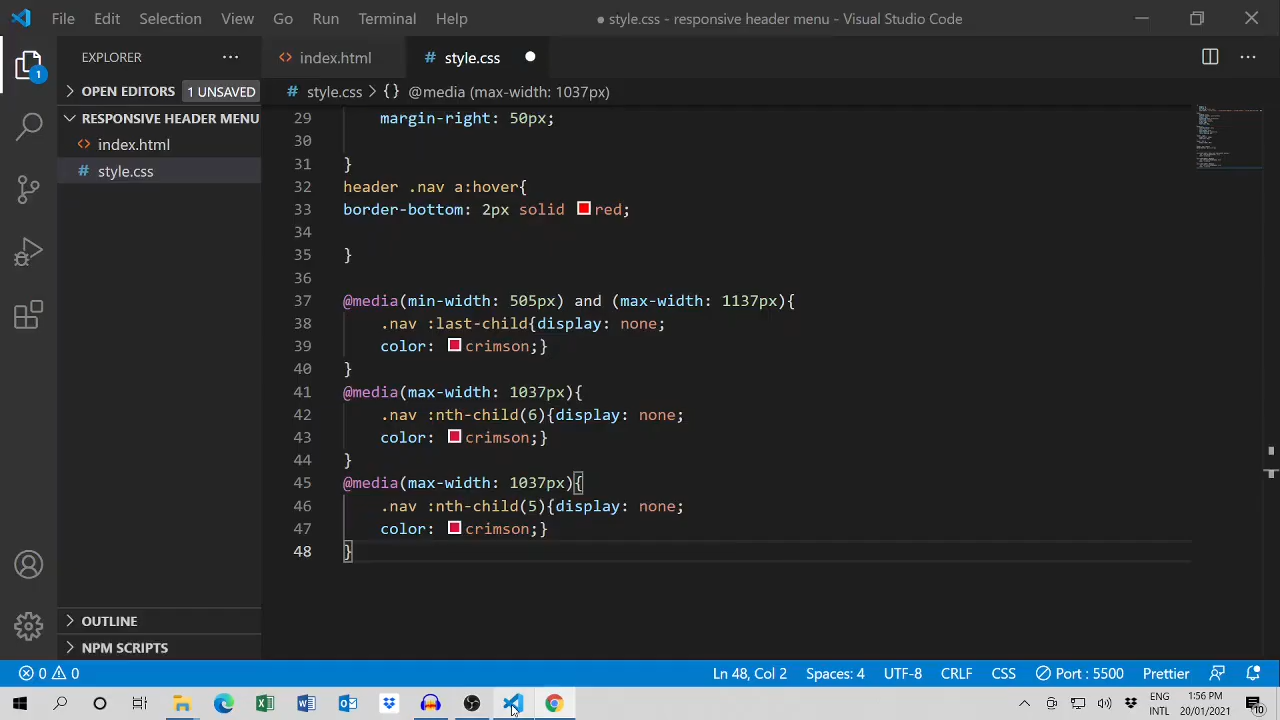 File Edit Selection View Go Run Terminal Help
● style.css - responsive header menu - Visual Studio Code
EXPLORER
index.html
# style.css
OPEN EDITORS 1 UNSAVED
# style.css > {} @media (max-width: 1037px)
RESPONSIVE HEADER MENU
index.html
# style.css
29 margin-right: 50px;
30
31 }
32 header .nav a:hover{
33 border-bottom: 2px solid red;
34
35 }
36
37 @media(min-width: 505px) and (max-width: 1137px){
38 .nav :last-child{display: none;
39 color: crimson;}
40 }
41 @media(max-width: 1037px){
42 .nav :nth-child(6){display: none;
43 color: crimson;}
44 }
45 @media(max-width: 1037px){
46 .nav :nth-child(5){display: none;
47 color: crimson;}
48 }
1
OUTLINE
NPM SCRIPTS
0 0
Ln 48, Col 2 Spaces: 4 UTF-8 CRLF CSS Port : 5500 Prettier
ENG
INTL
1:56 PM
20/01/2021
10